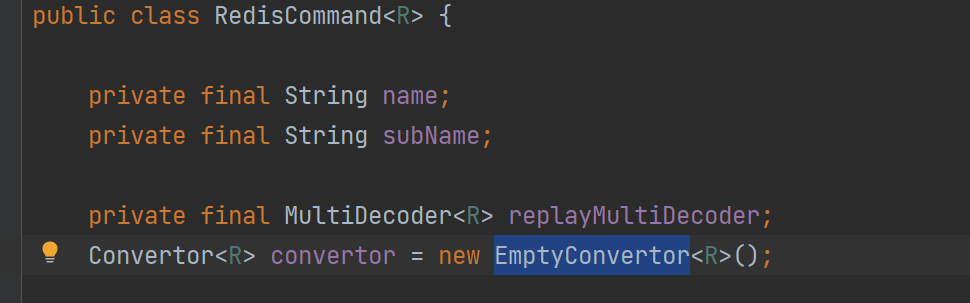 public class RedisCommand<R> {
private final String name;
private final String subName;
private final MultiDecoder<R> replayMultiDecoder;
Convertor<R> convertor = new EmptyConvertor<R>();